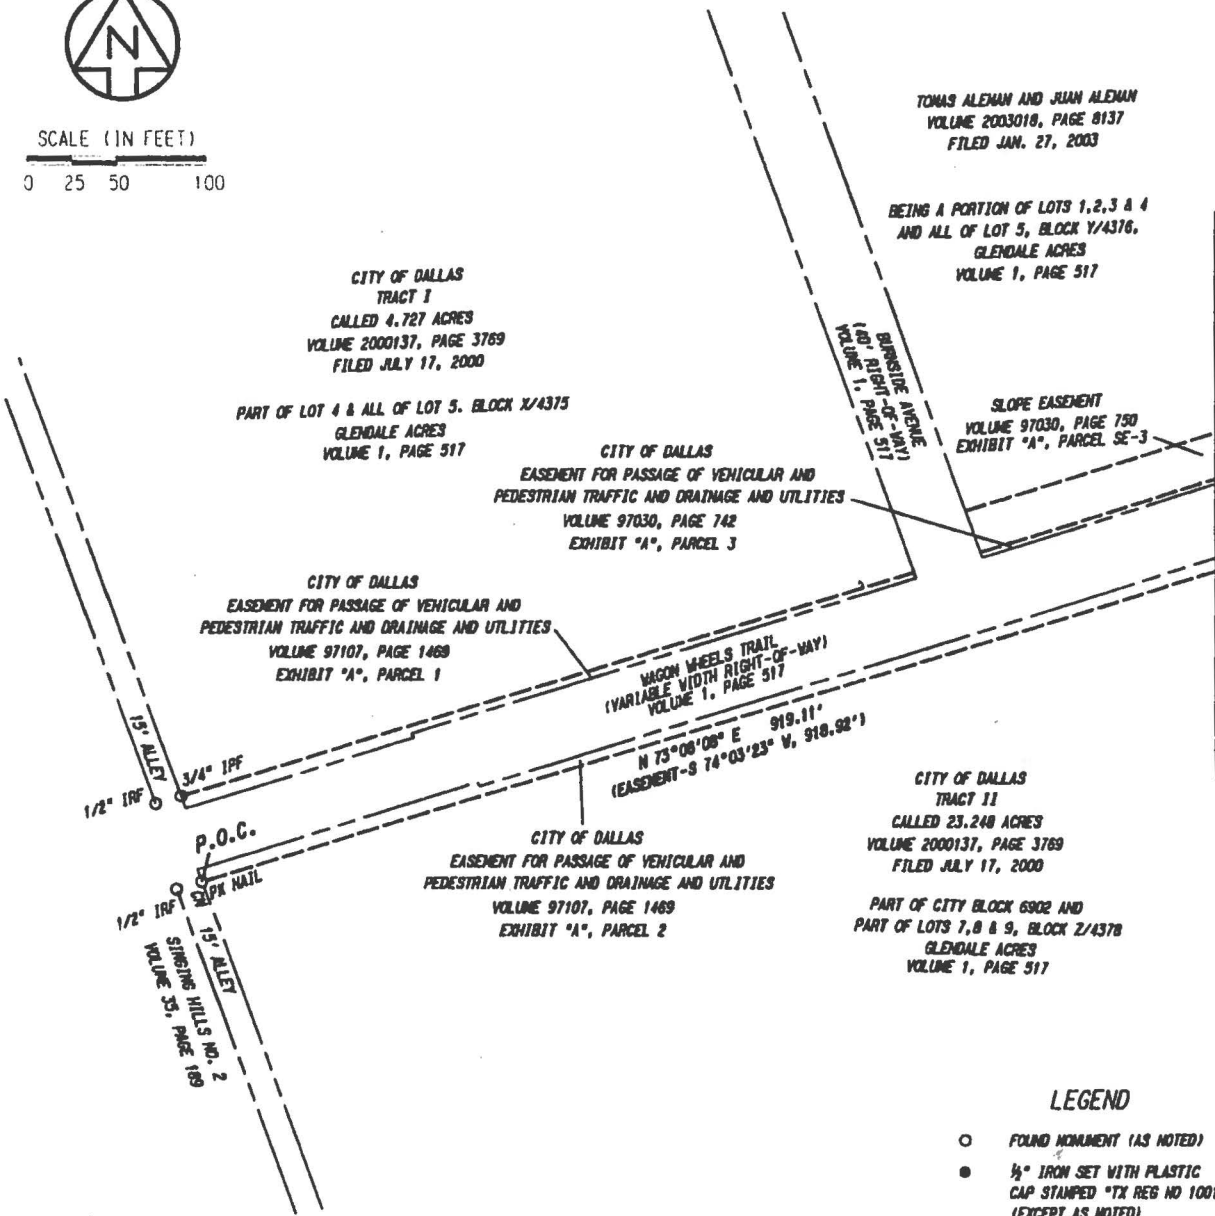 N
SCALE (IN FEET)
0 25 50 100
TOMAS ALEMAN AND JUAN ALEMAN
VOLUME 2003018, PAGE 8137
FILED JAN. 27, 2003
BEING A PORTION OF LOTS 1,2,3 & 4
AND ALL OF LOT 5, BLOCK Y/4376,
GLENDALE ACRES
VOLUME 1, PAGE 517
CITY OF DALLAS
TRACT I
CALLED 4.727 ACRES
VOLUME 2000137, PAGE 3769
FILED JULY 17, 2000
PART OF LOT 4 & ALL OF LOT 5. BLOCK X/4375
GLENDALE ACRES
VOLUME 1, PAGE 517
BURNSIDE AVENUE
(40' RIGHT-OF-WAY)
VOLUME 1, PAGE 517
SLOPE EASEMENT
VOLUME 97030, PAGE 750
EXHIBIT "A", PARCEL SE-3
CITY OF DALLAS
EASEMENT FOR PASSAGE OF VEHICULAR AND
PEDESTRIAN TRAFFIC AND DRAINAGE AND UTLITIES
VOLUME 97030, PAGE 742
EXHIBIT "A", PARCEL 3
CITY OF DALLAS
EASEMENT FOR PASSAGE OF VEHICULAR AND
PEDESTRIAN TRAFFIC AND DRAINAGE AND UTLITIES
VOLUME 97107, PAGE 1469
EXHIBIT "A", PARCEL 1
WAGON WHEELS TRAIL
(VARIABLE WIDTH RIGHT-OF-WAY)
VOLUME 1, PAGE 517
N 73°06'08" E 919.11'
(EASEMENT-S 74°03'23" W, 918.92')
15' ALLEY
3/4" IPF
1/2" IRF
P.O.C.
PK NAIL
CM
1/2" IRF
15' ALLEY
SINGING HILLS NO. 2
VOLUME 35, PAGE 189
CITY OF DALLAS
EASEMENT FOR PASSAGE OF VEHICULAR AND
PEDESTRIAN TRAFFIC AND DRAINAGE AND UTLITIES
VOLUME 97107, PAGE 1469
EXHIBIT "A", PARCEL 2
CITY OF DALLAS
TRACT II
CALLED 23.248 ACRES
VOLUME 2000137, PAGE 3769
FILED JULY 17, 2000
PART OF CITY BLOCK 6902 AND
PART OF LOTS 7,8 & 9, BLOCK Z/4378
GLENDALE ACRES
VOLUME 1, PAGE 517
LEGEND
FOUND MONUMENT (AS NOTED)
½" IRON SET WITH PLASTIC
CAP STAMPED "TX REG NO 100
(EXCEPT AS NOTED)